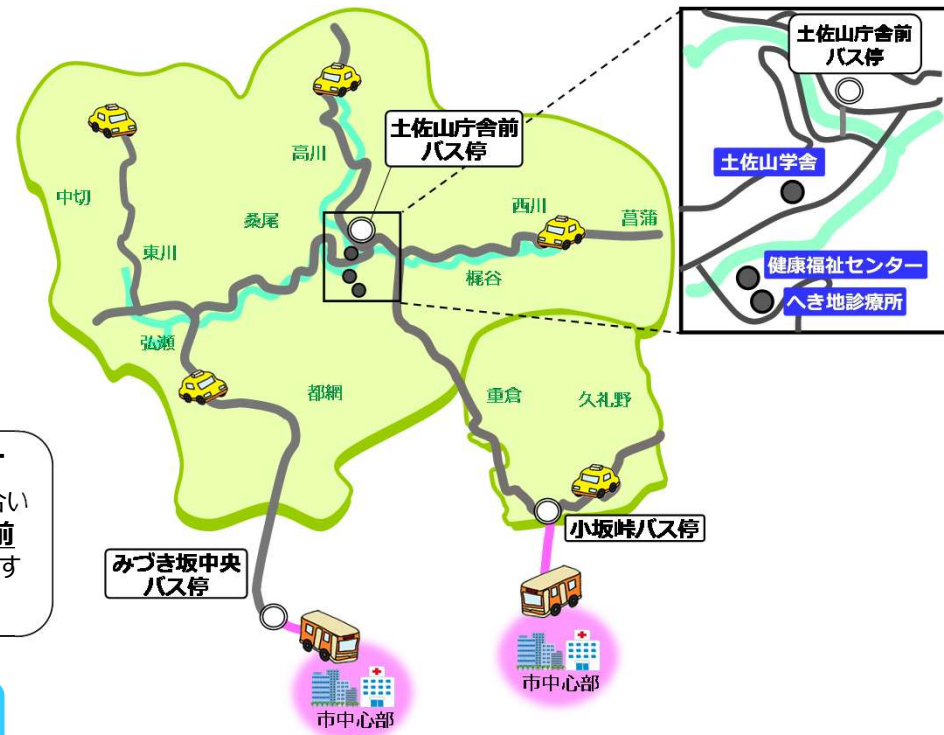 土佐山庁舎前
バス停
土佐山庁舎前
バス停
高川
土佐山学舎
中切
桑尾
西川
菖蒲
東川
梶谷
健康福祉センター
へき地診療所
弘瀬
都網
重倉
久礼野
合い
前
す
小坂峠バス停
みづき坂中央
バス停
市中心部
市中心部